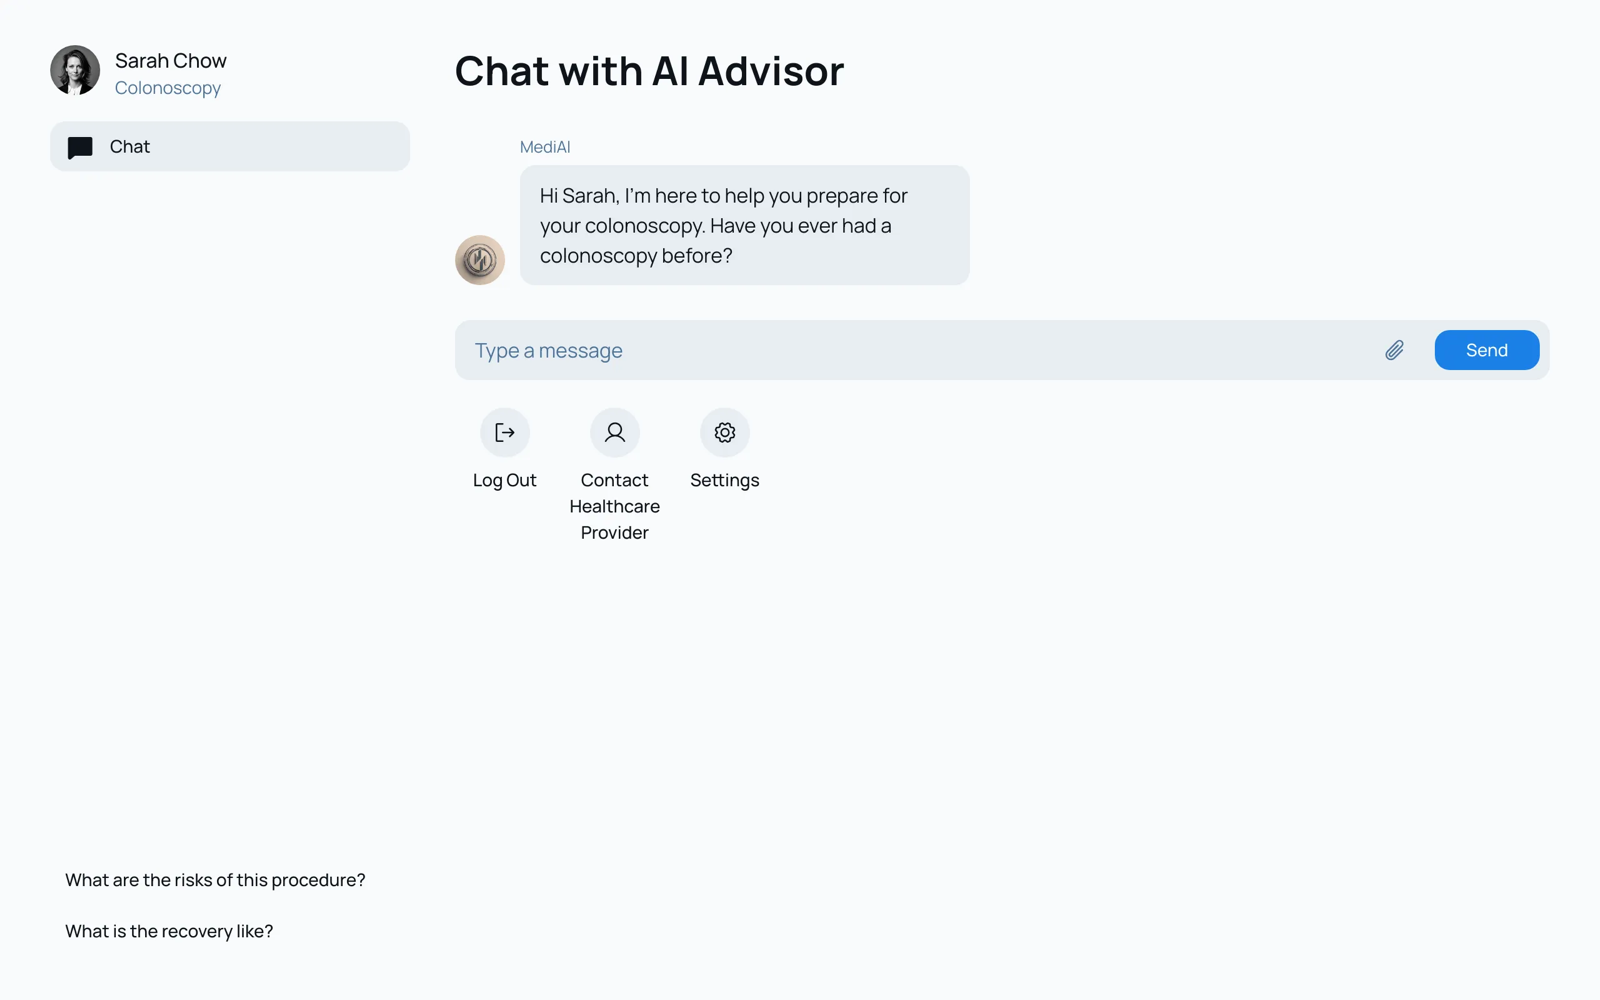 Sarah Chow
Colonoscopy
Chat
What are the risks of this procedure?
What is the recovery like?
Chat with AI Advisor
MediAI
Hi Sarah, I'm here to help you prepare for
your colonoscopy. Have you ever had a
colonoscopy before?
Type a message
Send
Log Out
Contact
Healthcare
Provider
Settings